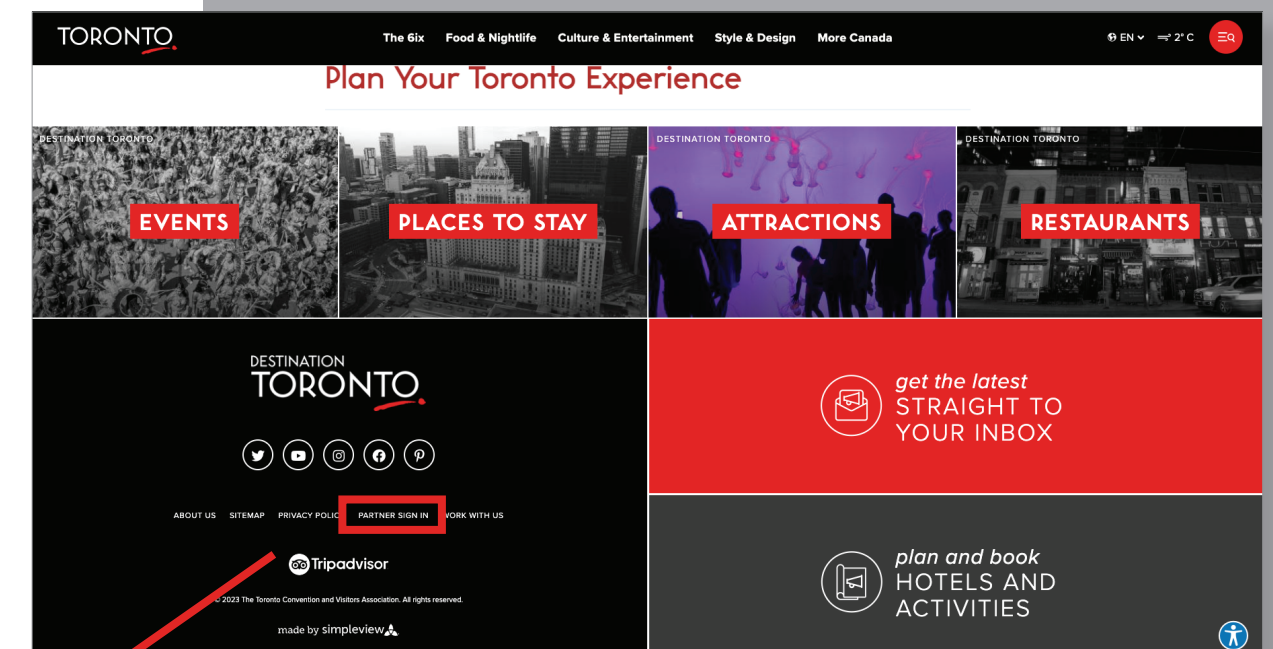 TORONTO
The 6ix Food & Nightlife Culture & Entertainment Style & Design More Canada
EN 2° C
Plan Your Toronto Experience
DESTINATION TORONTO
EVENTS
PLACES TO STAY
DESTINATION TORONTO
ATTRACTIONS
DESTINATION TORONTO
RESTAURANTS
DESTINATION
TORONTO
get the latest
STRAIGHT TO
YOUR INBOX
ABOUT US SITEMAP PRIVACY POLIC PARTNER SIGN IN WORK WITH US
Tripadvisor
© 2023 The Toronto Convention and Visitors Association. All rights reserved.
made by simpleview
plan and book
HOTELS AND
ACTIVITIES